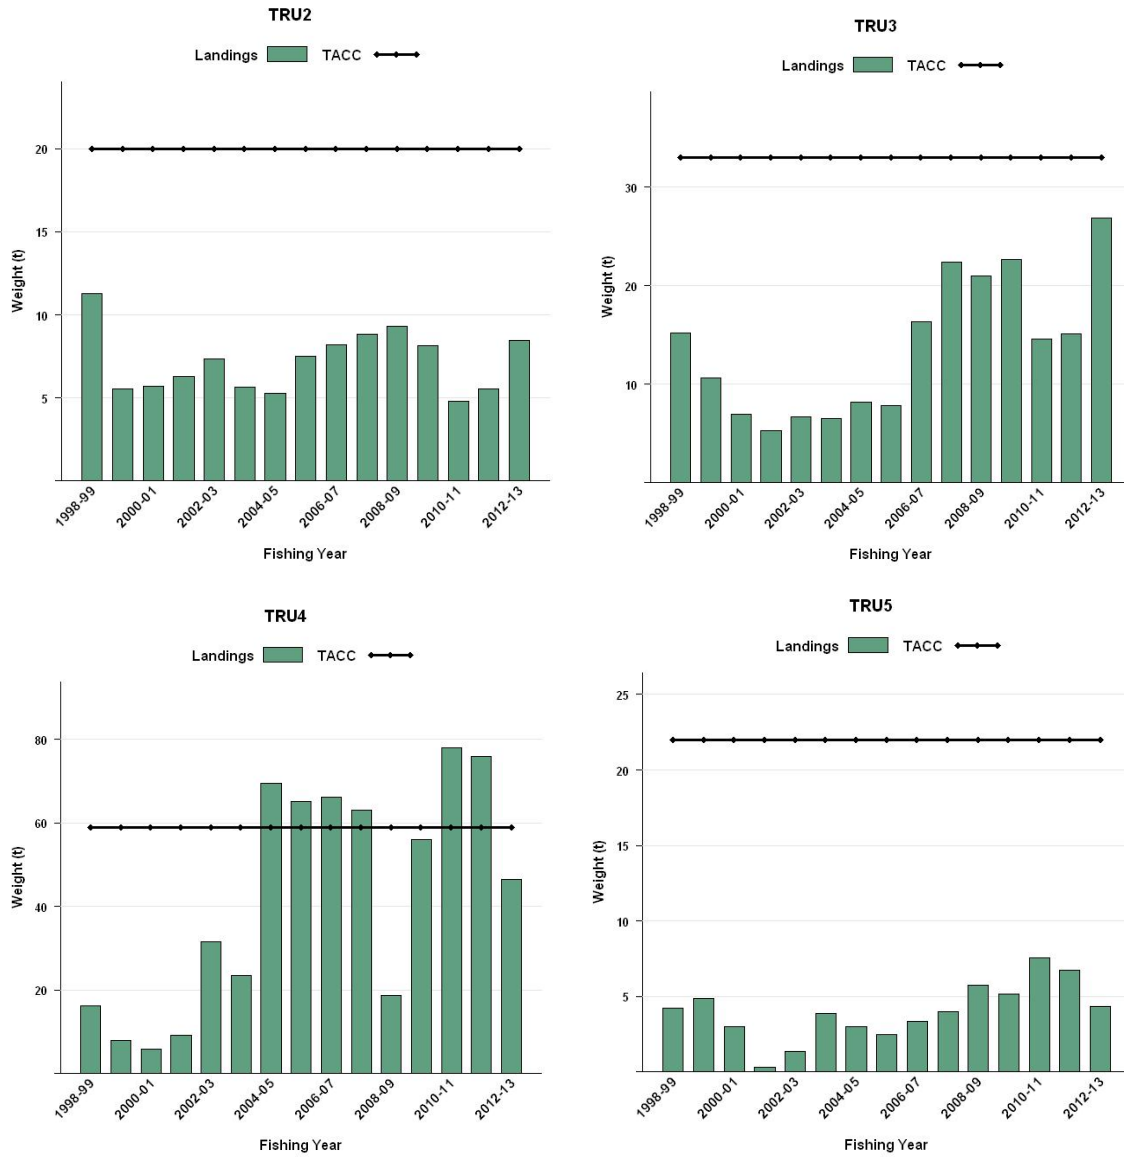 TRU2
Landings TACC
20
15
10
5
Weight (t)
1998-99 2000-01 2002-03 2004-05 2006-07 2008-09 2010-11 2012-13
Fishing Year
TRU3
Landings TACC
30
20
10
Weight (t)
1998-99 2000-01 2002-03 2004-05 2006-07 2008-09 2010-11 2012-13
Fishing Year
TRU4
Landings TACC
80
60
40
20
Weight (t)
1998-99 2000-01 2002-03 2004-05 2006-07 2008-09 2010-11 2012-13
Fishing Year
TRU5
Landings TACC
25
20
15
10
5
Weight (t)
1998-99 2000-01 2002-03 2004-05 2006-07 2008-09 2010-11 2012-13
Fishing Year